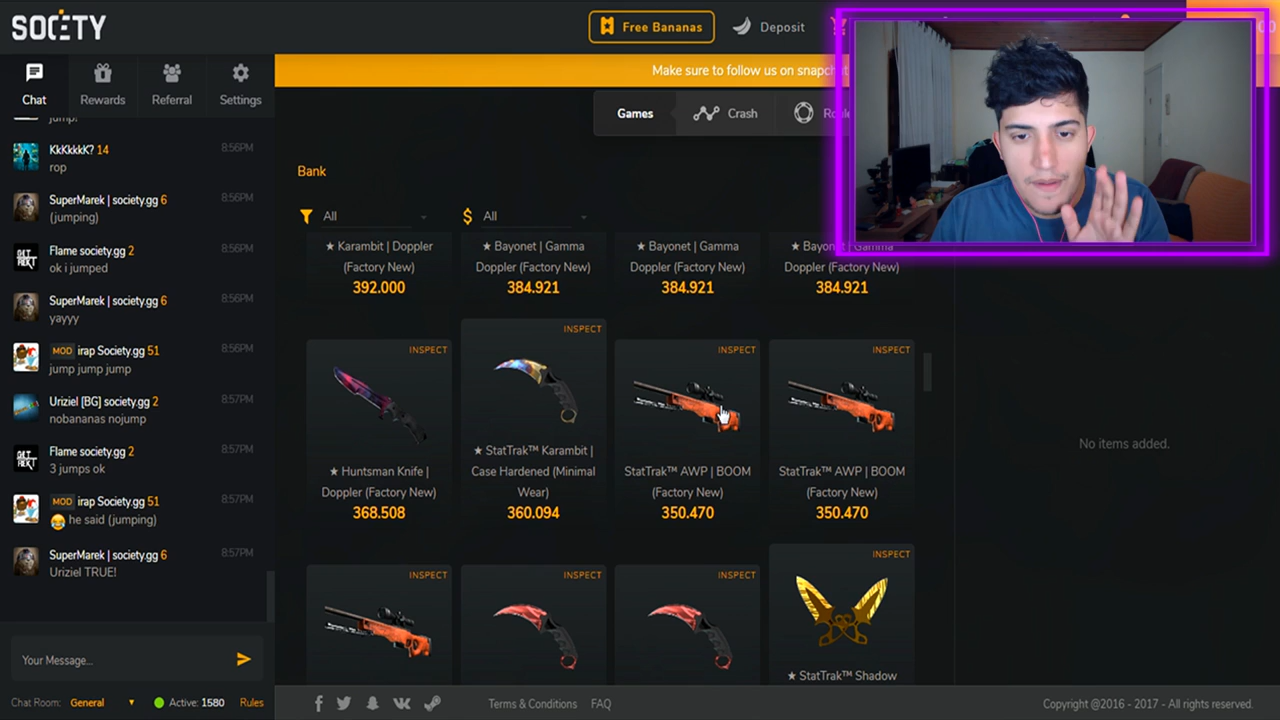 SOCIETY
Free Bananas
Deposit
Make sure to follow us on snapchat
Chat
Rewards
Referral
Settings
Games
Crash
jump!
KkKkkkK? 14
8:56PM
rop
SuperMarek | society.gg 6
8:56PM
(jumping)
Flame society.gg 2
8:56PM
ok i jumped
SuperMarek | society.gg 6
8:56PM
yayyy
MOD irap Society.gg 51
8:56PM
jump jump jump
Uriziel [BG] society.gg 2
8:57PM
nobananas nojump
Flame society.gg 2
8:57PM
3 jumps ok
MOD irap Society.gg 51
8:57PM
he said (jumping)
SuperMarek | society.gg 6
8:57PM
Uriziel TRUE!
Your Message...
Chat Room: General
Active: 1580
Rules
Bank
All
$ All
★ Karambit | Doppler
(Factory New)
392.000
★ Bayonet | Gamma
Doppler (Factory New)
384.921
★ Bayonet | Gamma
Doppler (Factory New)
384.921
★ Bayonet | Gamma
Doppler (Factory New)
384.921
INSPECT
★ Huntsman Knife |
Doppler (Factory New)
368.508
INSPECT
★ StatTrak™ Karambit |
Case Hardened (Minimal
Wear)
360.094
INSPECT
StatTrak™ AWP | BOOM
(Factory New)
350.470
INSPECT
StatTrak™ AWP | BOOM
(Factory New)
350.470
INSPECT
INSPECT
INSPECT
INSPECT
★ StatTrak™ Shadow
No items added.
Terms & Conditions
FAQ
Copyright @2016 - 2017 - All rights reserved.